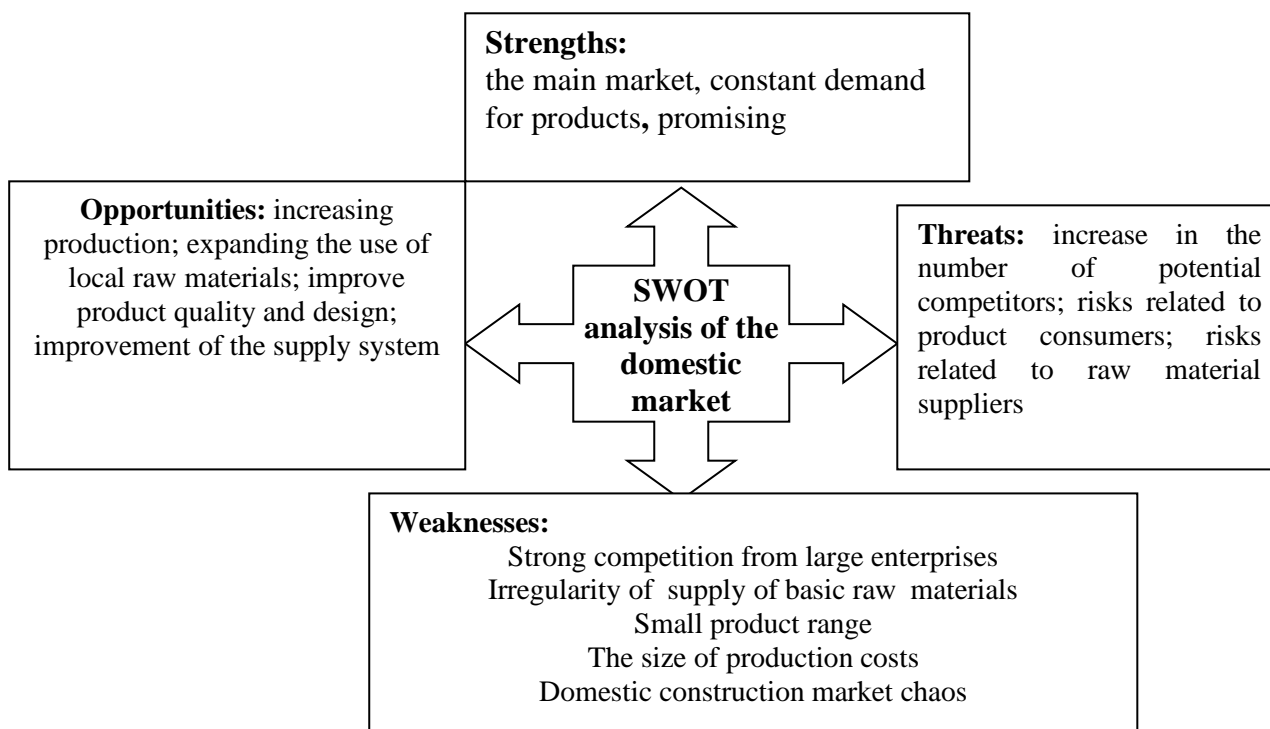 Strengths:
the main market, constant demand
for products, promising
Opportunities: increasing
production; expanding the use of
local raw materials; improve
product quality and design;
improvement of the supply system
SWOT
analysis of the
domestic
market
Threats: increase in the
number of potential
competitors; risks related to
product consumers; risks
related to raw material
suppliers
Weaknesses:
Strong competition from large enterprises
Irregularity of supply of basic raw materials
Small product range
The size of production costs
Domestic construction market chaos